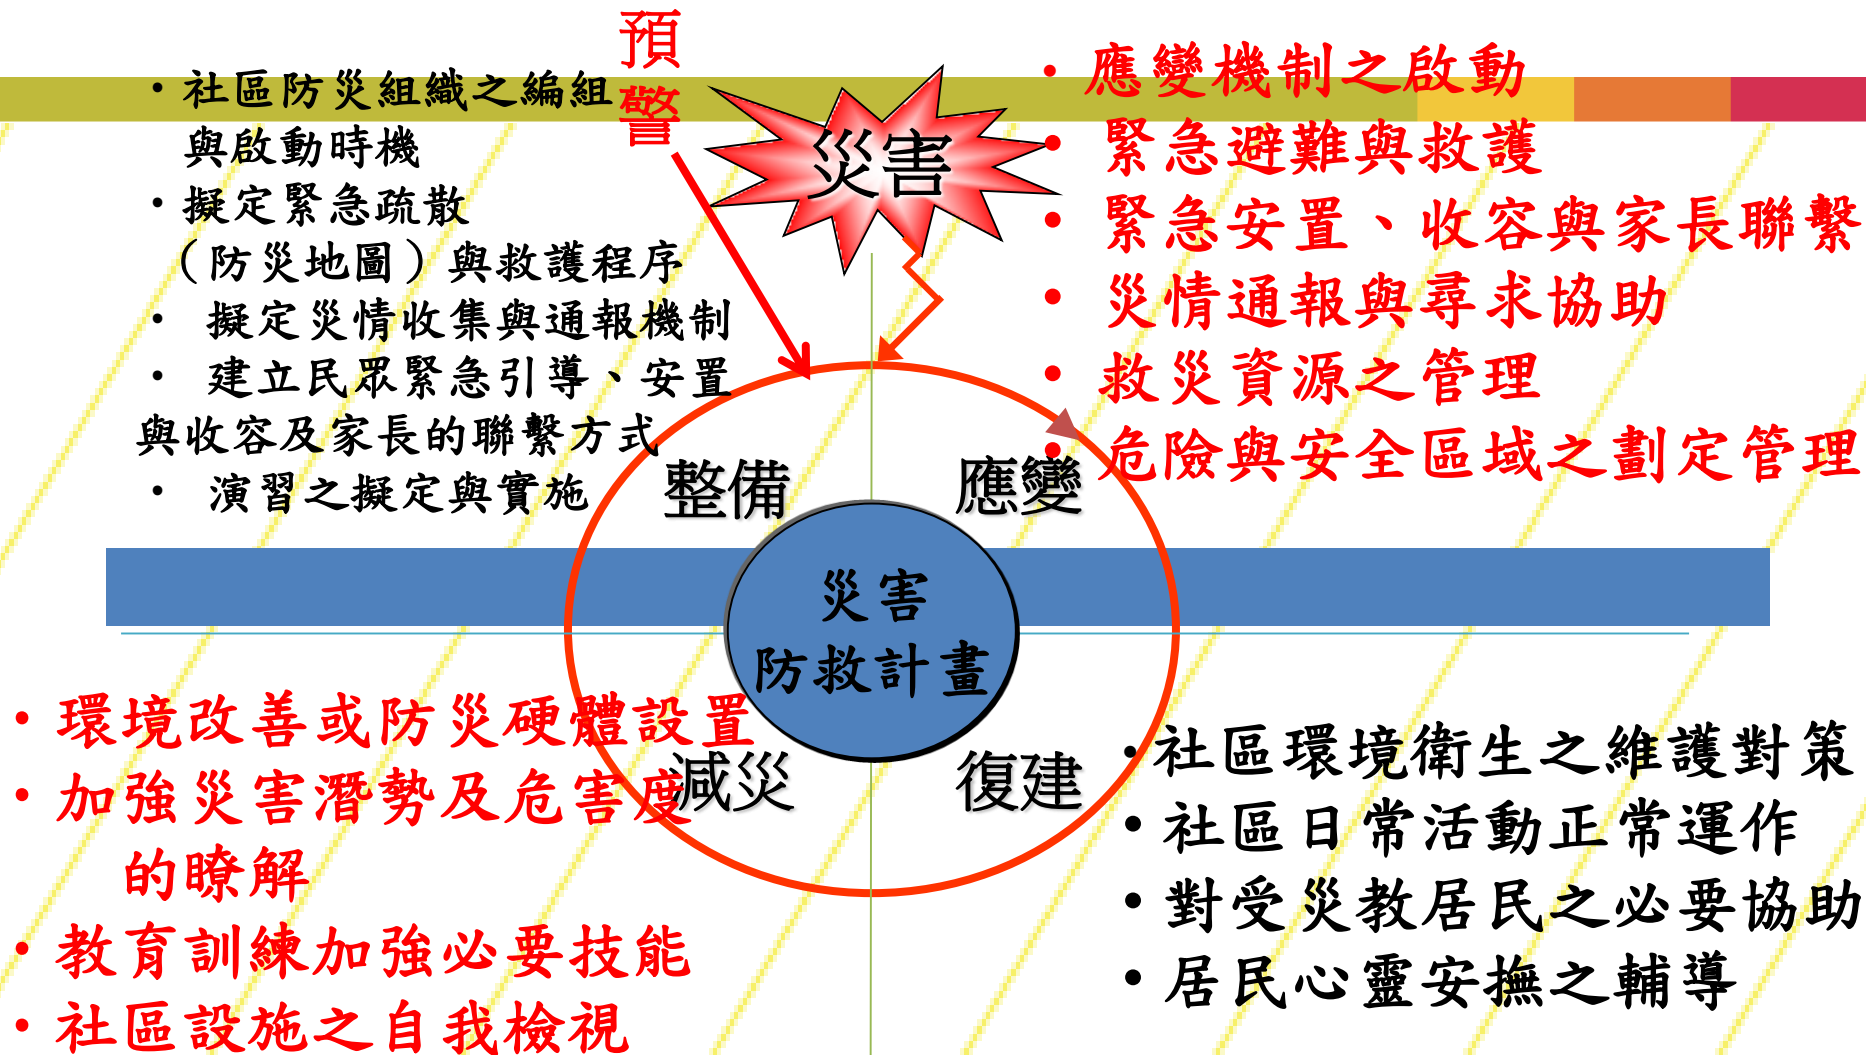 預
警
・社區防災組織之編組
與啟動時機
・擬定緊急疏散
（防災地圖）與救護程序
・ 擬定災情收集與通報機制
・ 建立民眾緊急引導、安置
與收容及家長的聯繫方式
・ 演習之擬定與實施
災害
• 應變機制之啟動
• 緊急避難與救護
• 緊急安置、收容與家長聯繫
• 災情通報與尋求協助
• 救災資源之管理
• 危險與安全區域之劃定管理
整備
應變
災害
防救計畫
減災
復建
・環境改善或防災硬體設置
・加強災害潛勢及危害度
的瞭解
・教育訓練加強必要技能
・社區設施之自我檢視
•社區環境衛生之維護對策
•社區日常活動正常運作
•對受災教居民之必要協助
•居民心靈安撫之輔導